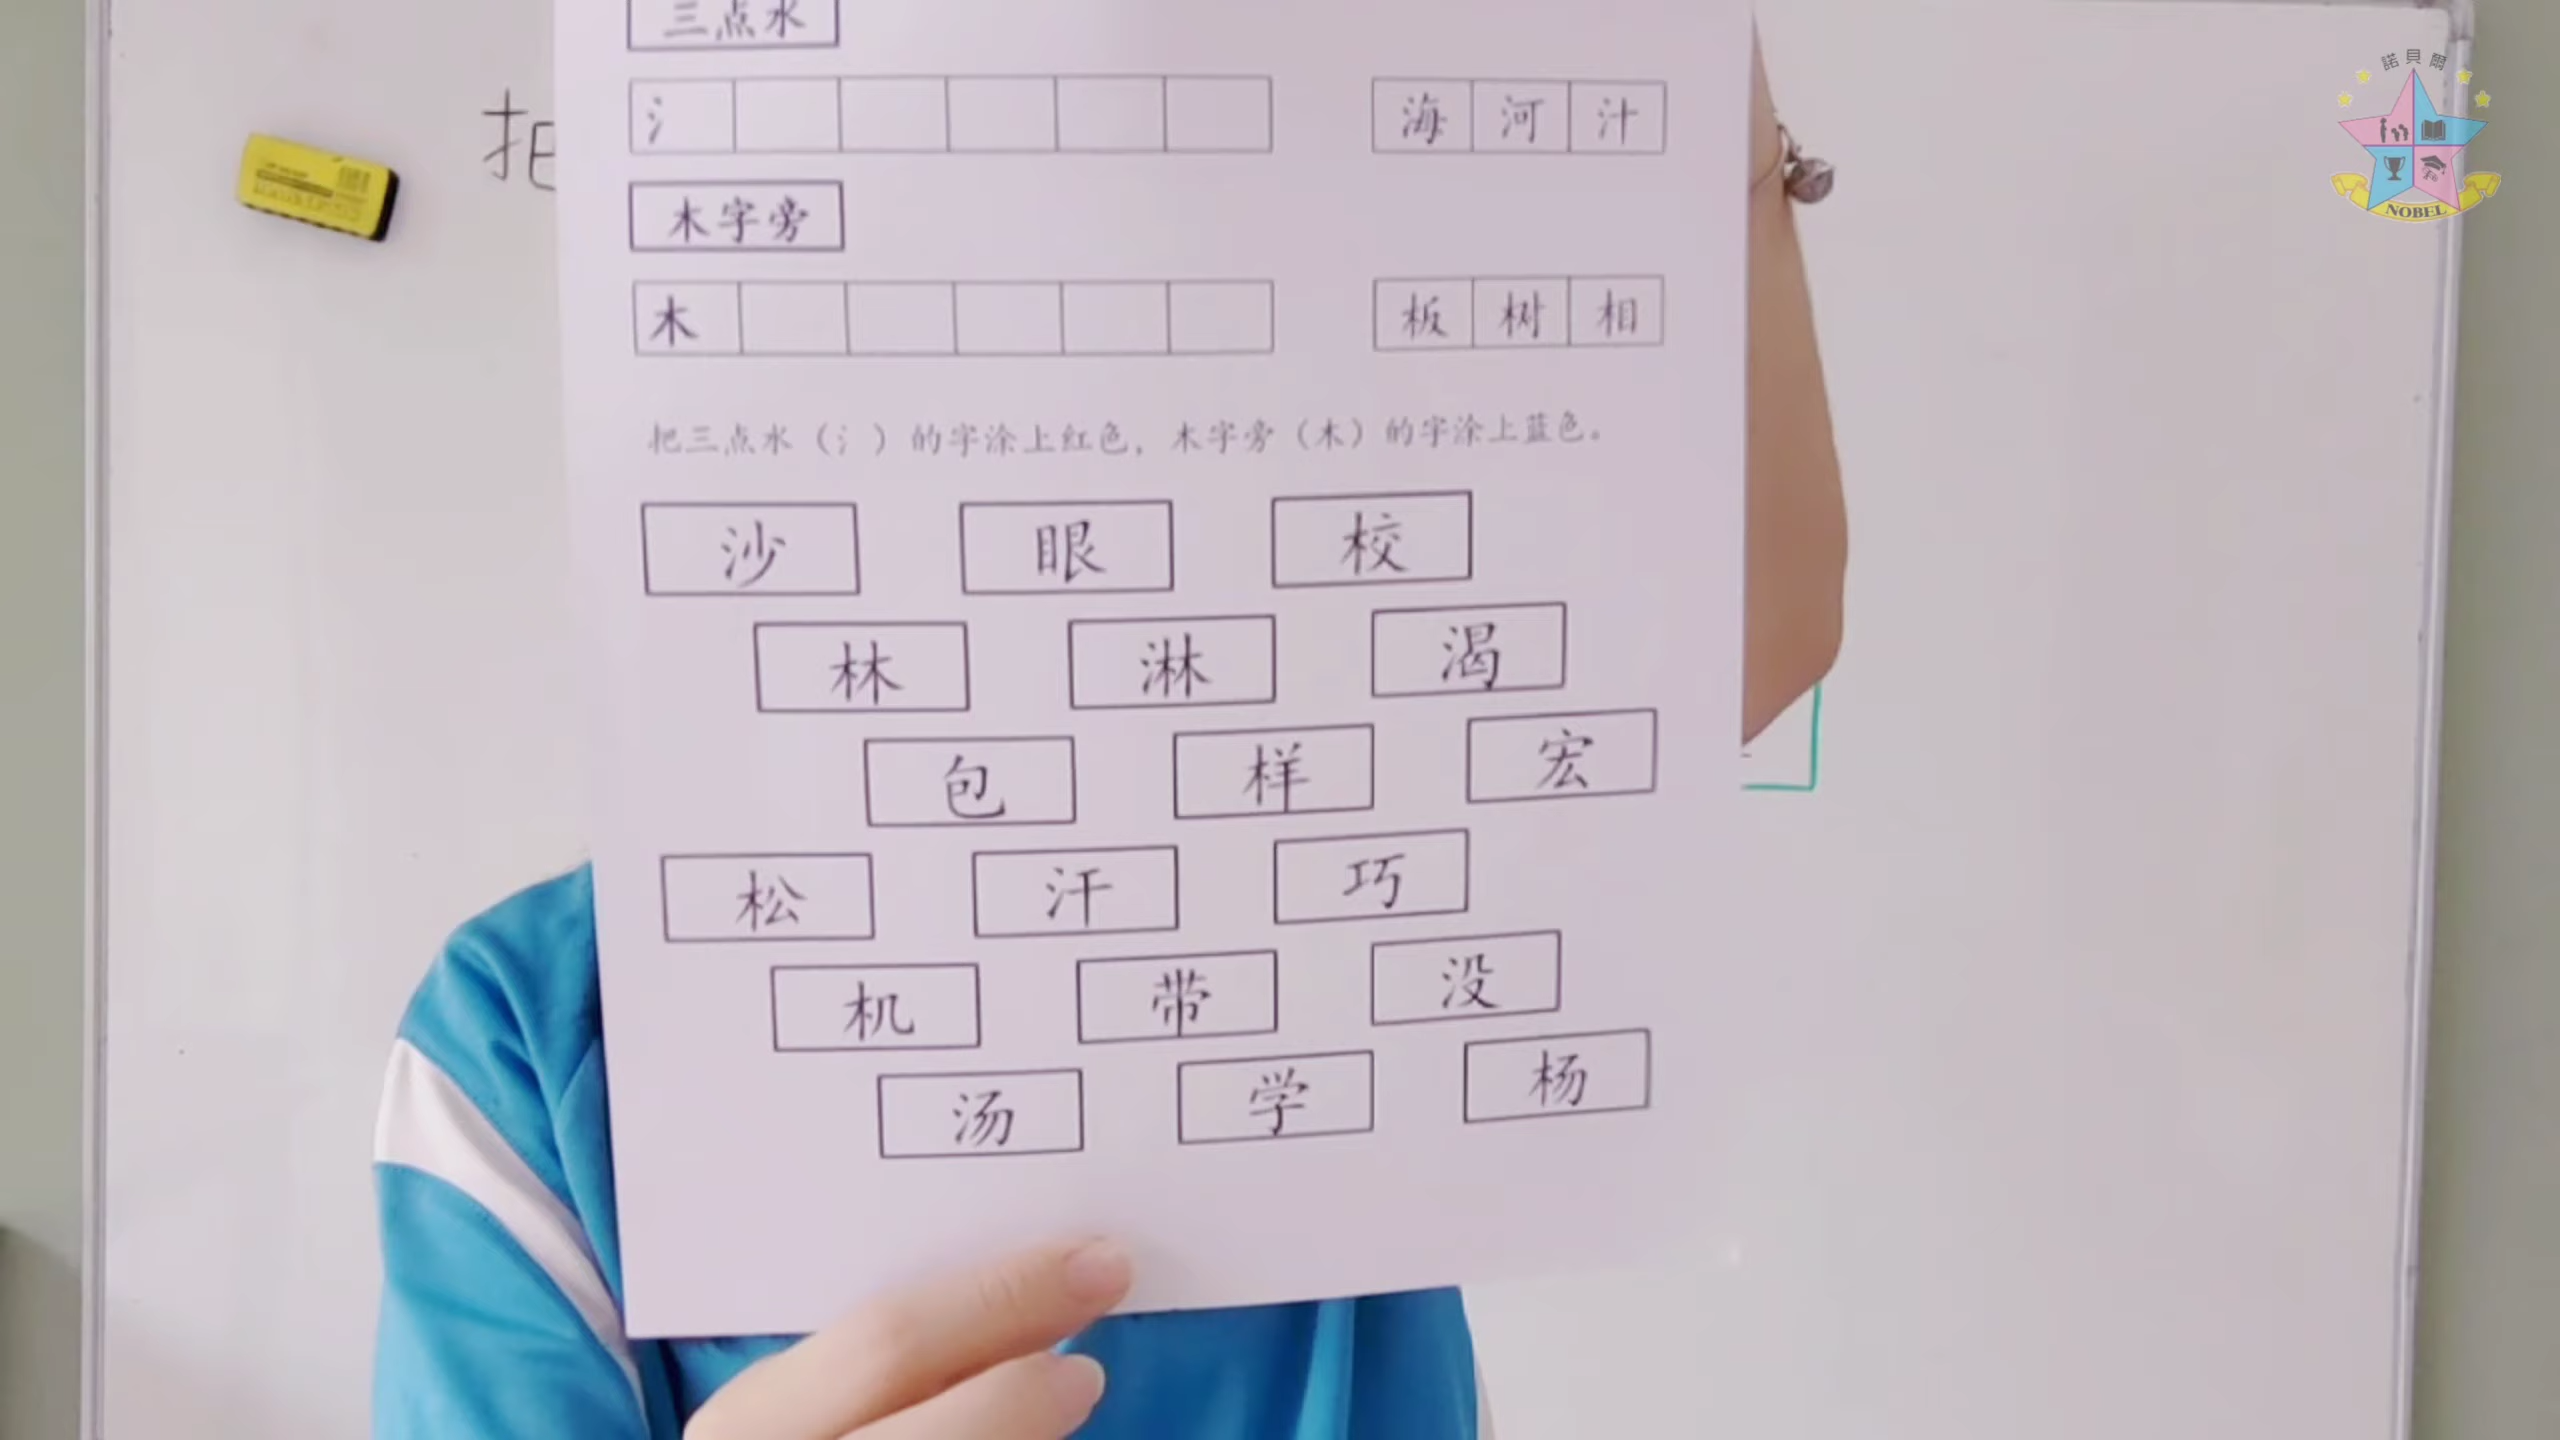 諾貝爾
NOBEL
三点水
氵 海 河 汁
木字旁
木 板 树 相
把三点水（氵）的字涂上红色，木字旁（木）的字涂上蓝色。
沙 眼 校
林 淋 渴
包 样 宏
松 汗 巧
机 带 没
汤 学 杨